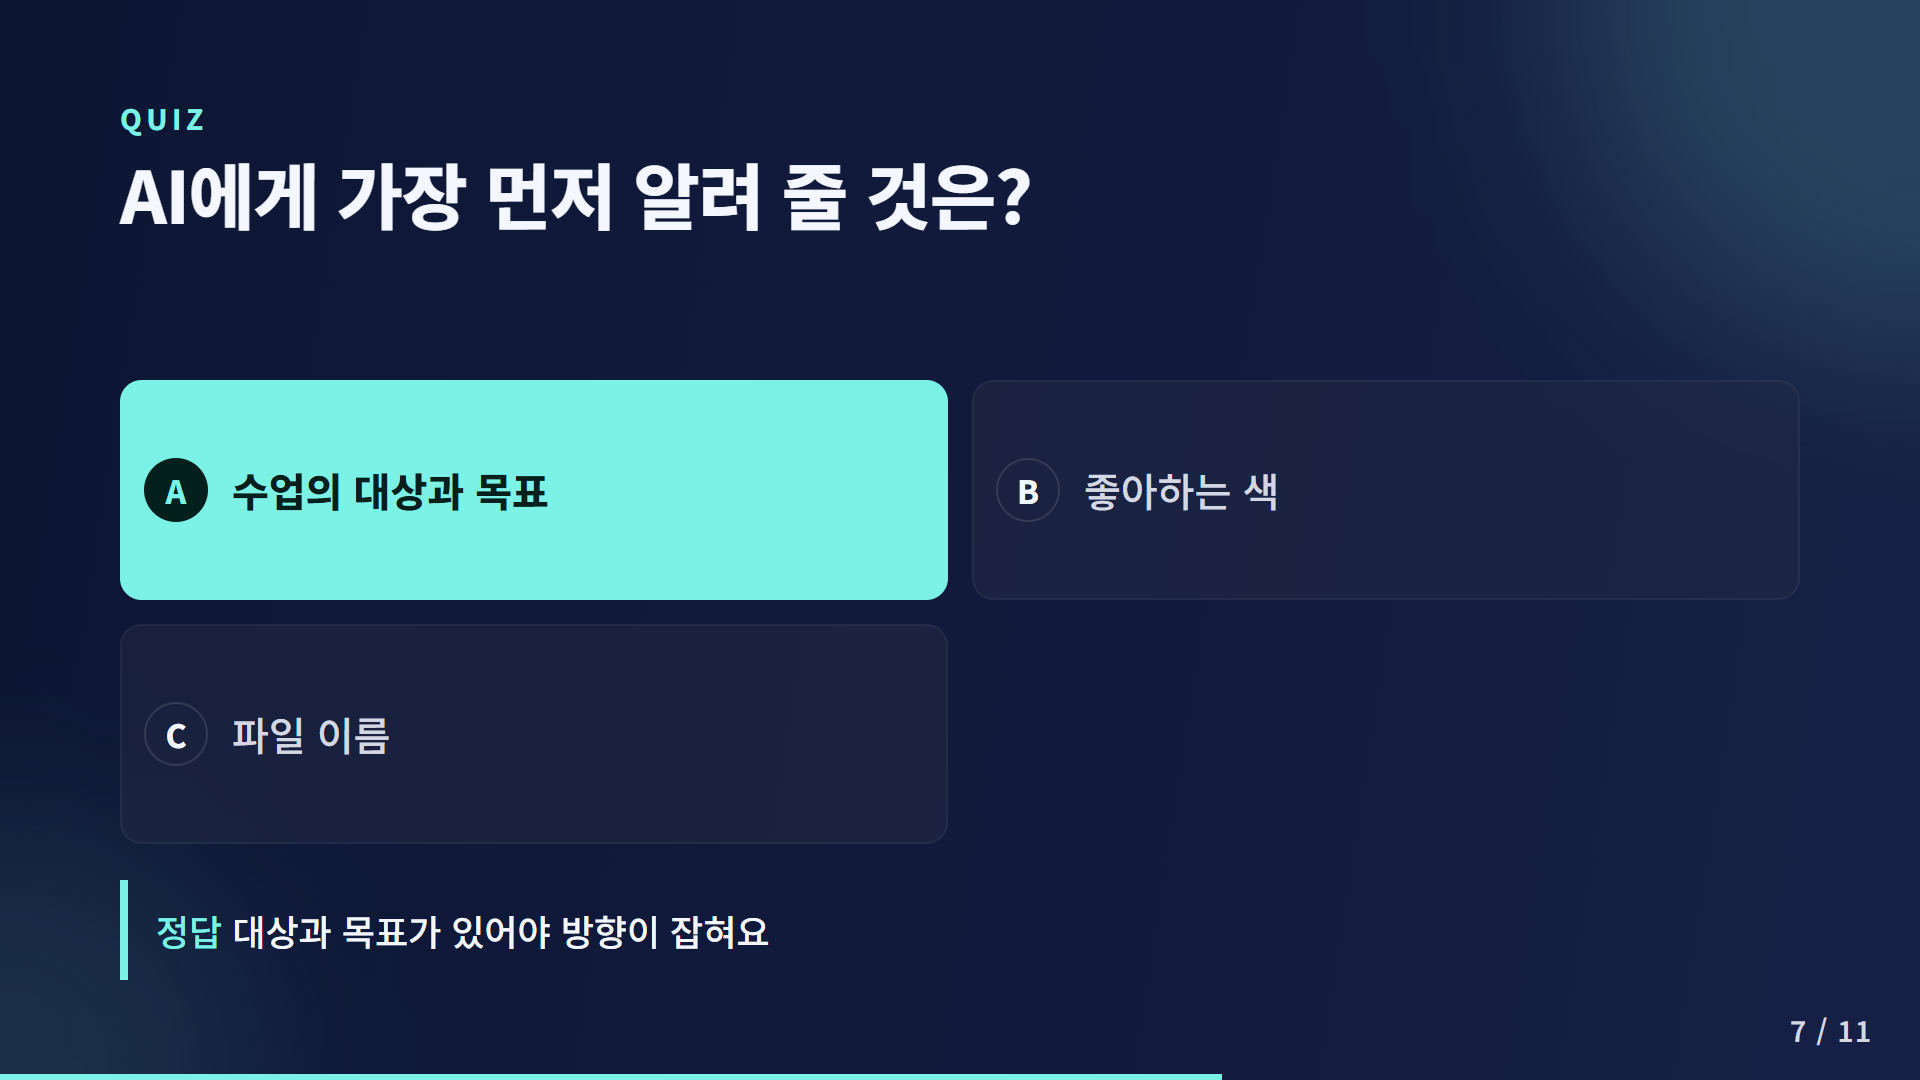 QUIZ
AI에게 가장 먼저 알려 줄 것은?
A 수업의 대상과 목표
B 좋아하는 색
C 파일 이름
정답 대상과 목표가 있어야 방향이 잡혀요
7 / 11